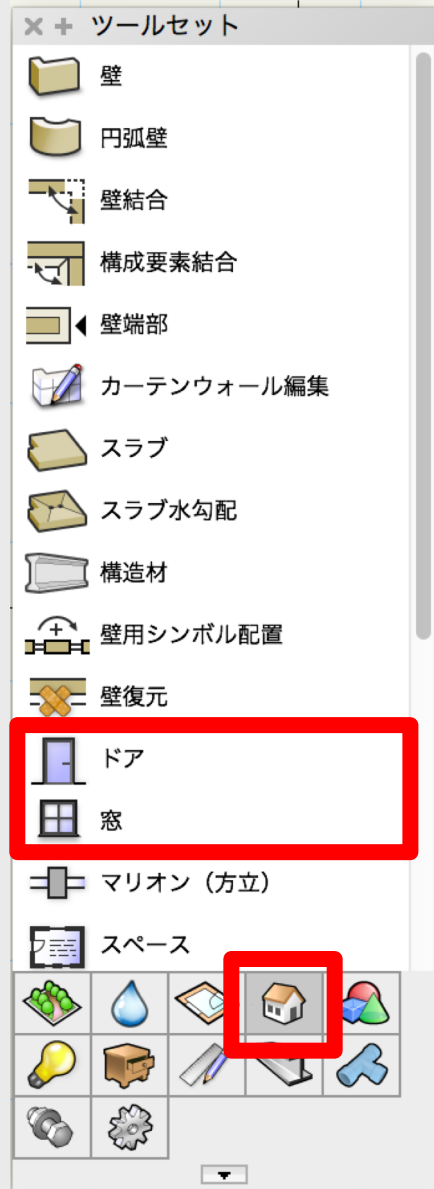 ツールセット
壁
円弧壁
壁結合
構成要素結合
壁端部
カーテンウォール編集
スラブ
スラブ水勾配
構造材
壁用シンボル配置
壁復元
ドア
窓
マリオン（方立）
スペース